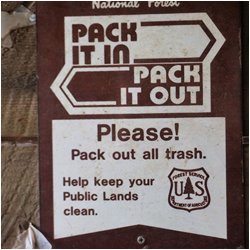 National Forest
PACK
IT IN
PACK
IT OUT
Please!
Pack out all trash.
Help keep your
Public Lands
clean.
FOREST SERVICE
US
DEPARTMENT OF AGRICULTURE